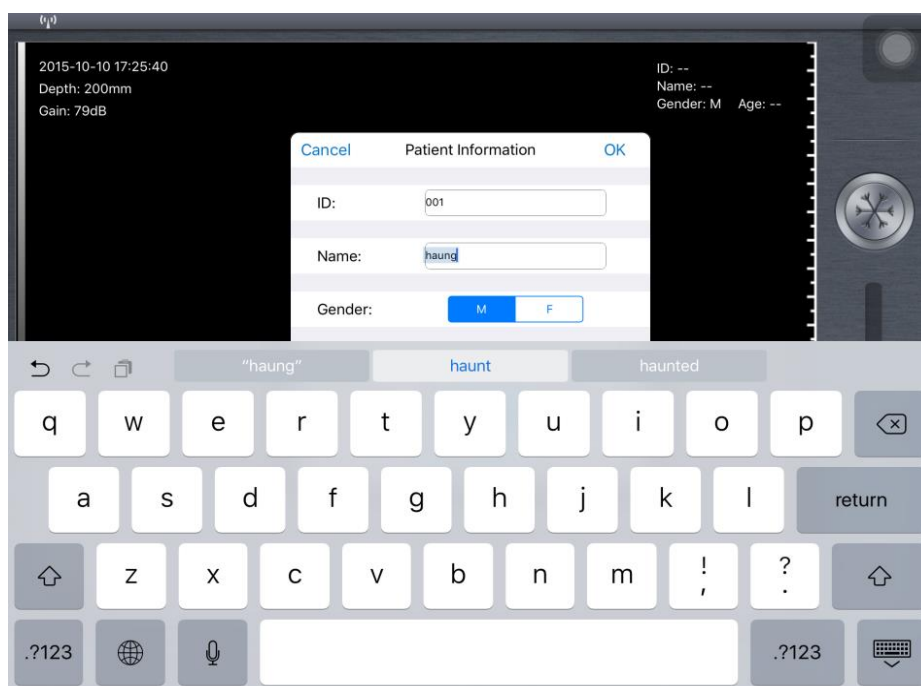 2015-10-10 17:25:40
Depth: 200mm
Gain: 79dB
ID: --
Name: --
Gender: M Age: --
Cancel Patient Information OK
ID: 001
Name: haung
Gender: M F
"haung" haunt haunted
q w e r t y u i o p
a s d f g h j k l return
z x c v b n m ! , ? .
.?123 .?123